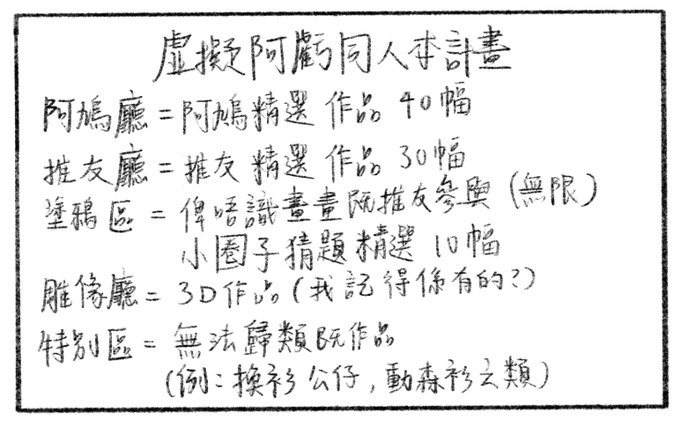 虛擬阿虧同人本計畫
阿鳩廳=阿鳩精選作品 40幅
推友廳=推友精選作品 30幅
塗鴉區=俾唔識畫畫既推友參與(無限)
小圈子猜題精選 10幅
雕像廳=3D作品(我記得係有的?)
特別區=無法歸類既作品
(例:換衫公仔,動森衫之類)